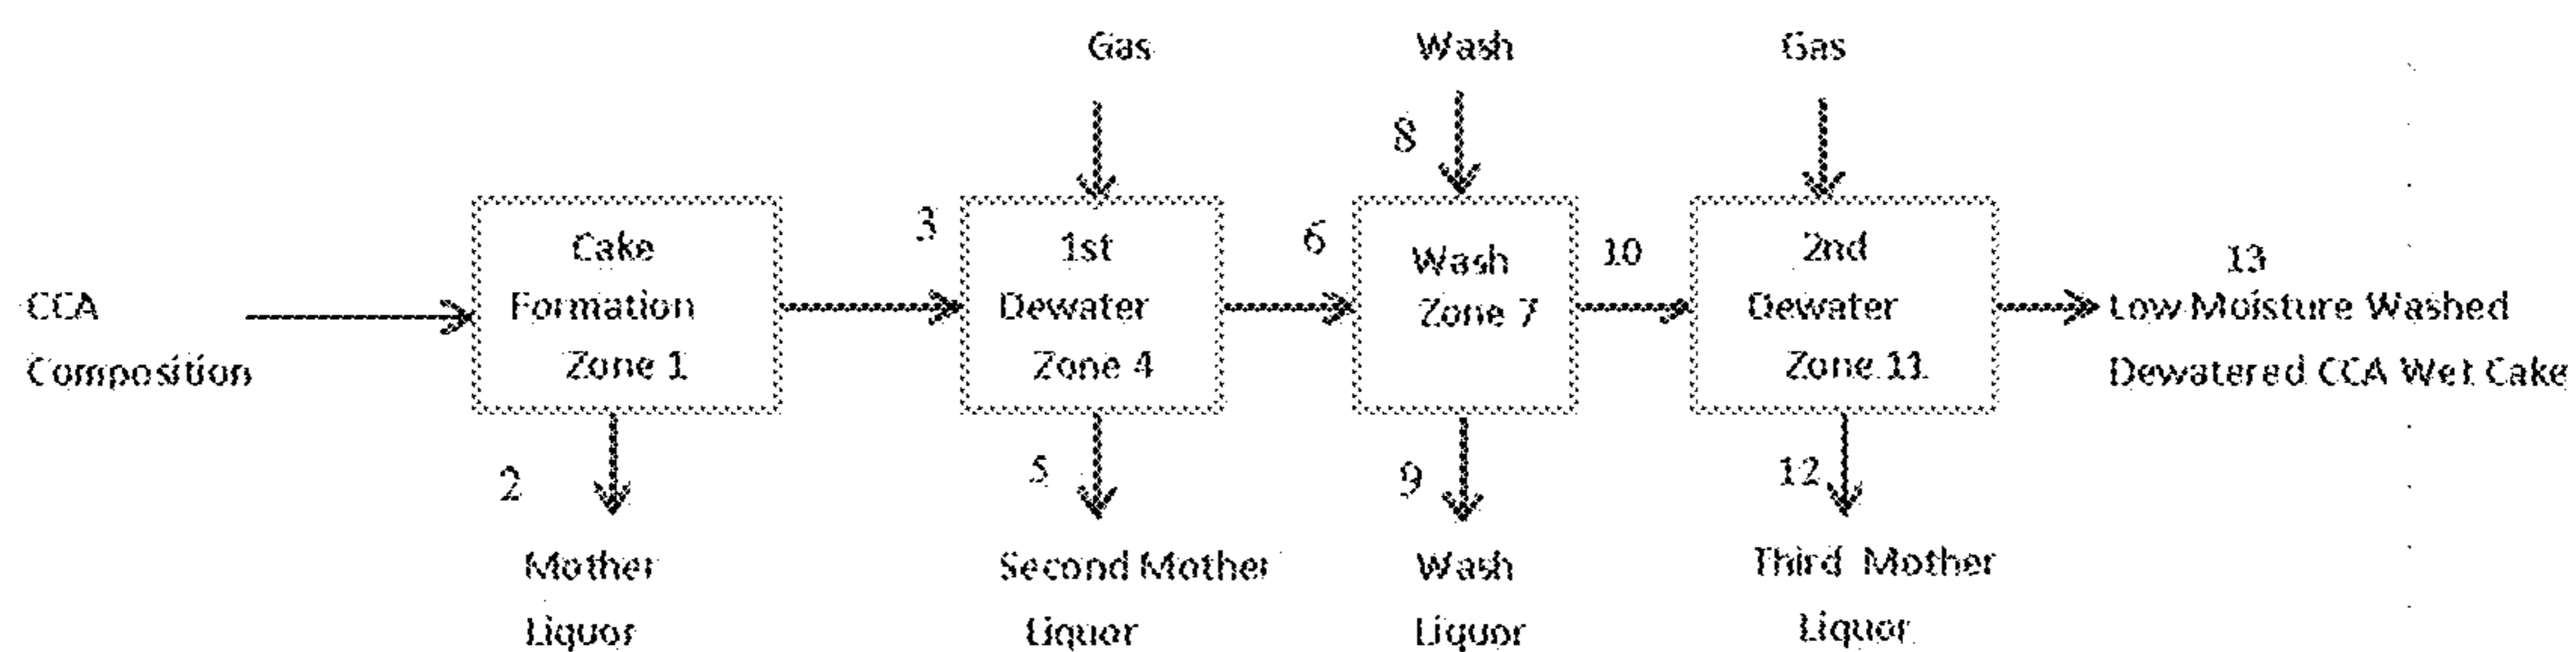 Gas
Wash
Gas
8
Cake
Formation
Zone 1
3
1st
Dewater
Zone 4
6
Wash
Zone 7
10
2nd
Dewater
Zone 11
13
CCA
Composition
Low Moisture Washed
Dewatered CCA Wet Cake
2
5
9
12
Mother
Liquor
Second Mother
Liquor
Wash
Liquor
Third Mother
Liquor